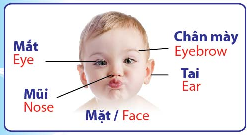 Chân mày
Eyebrow
Mắt
Eye
Tai
Ear
Mũi
Nose
Mặt / Face